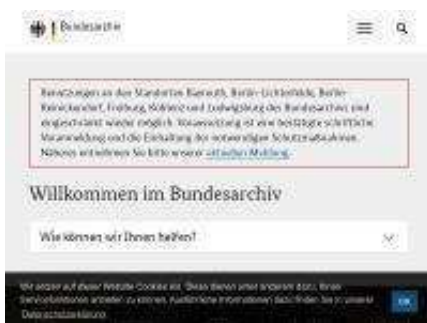 Bundesarchiv
Benutzungen an den Standorten Bayreuth, Berlin-Lichterfelde, Berlin-
Reinickendorf, Freiburg, Koblenz und Ludwigsburg des Bundesarchivs sind
eingeschränkt wieder möglich. Voraussetzung ist eine bestätigte schriftliche
Voranmeldung und die Einhaltung der notwendigen Schutzmaßnahmen.
Näheres entnehmen Sie bitte unserer aktuellen Meldung.
Willkommen im Bundesarchiv
Wie können wir Ihnen helfen?
Wir setzen auf dieser Website Cookies ein. Diese dienen unter anderem dazu, Ihnen
Servicefunktionen anbieten zu können. Ausführliche Informationen dazu finden Sie in unserer
Datenschutzerklärung
OK